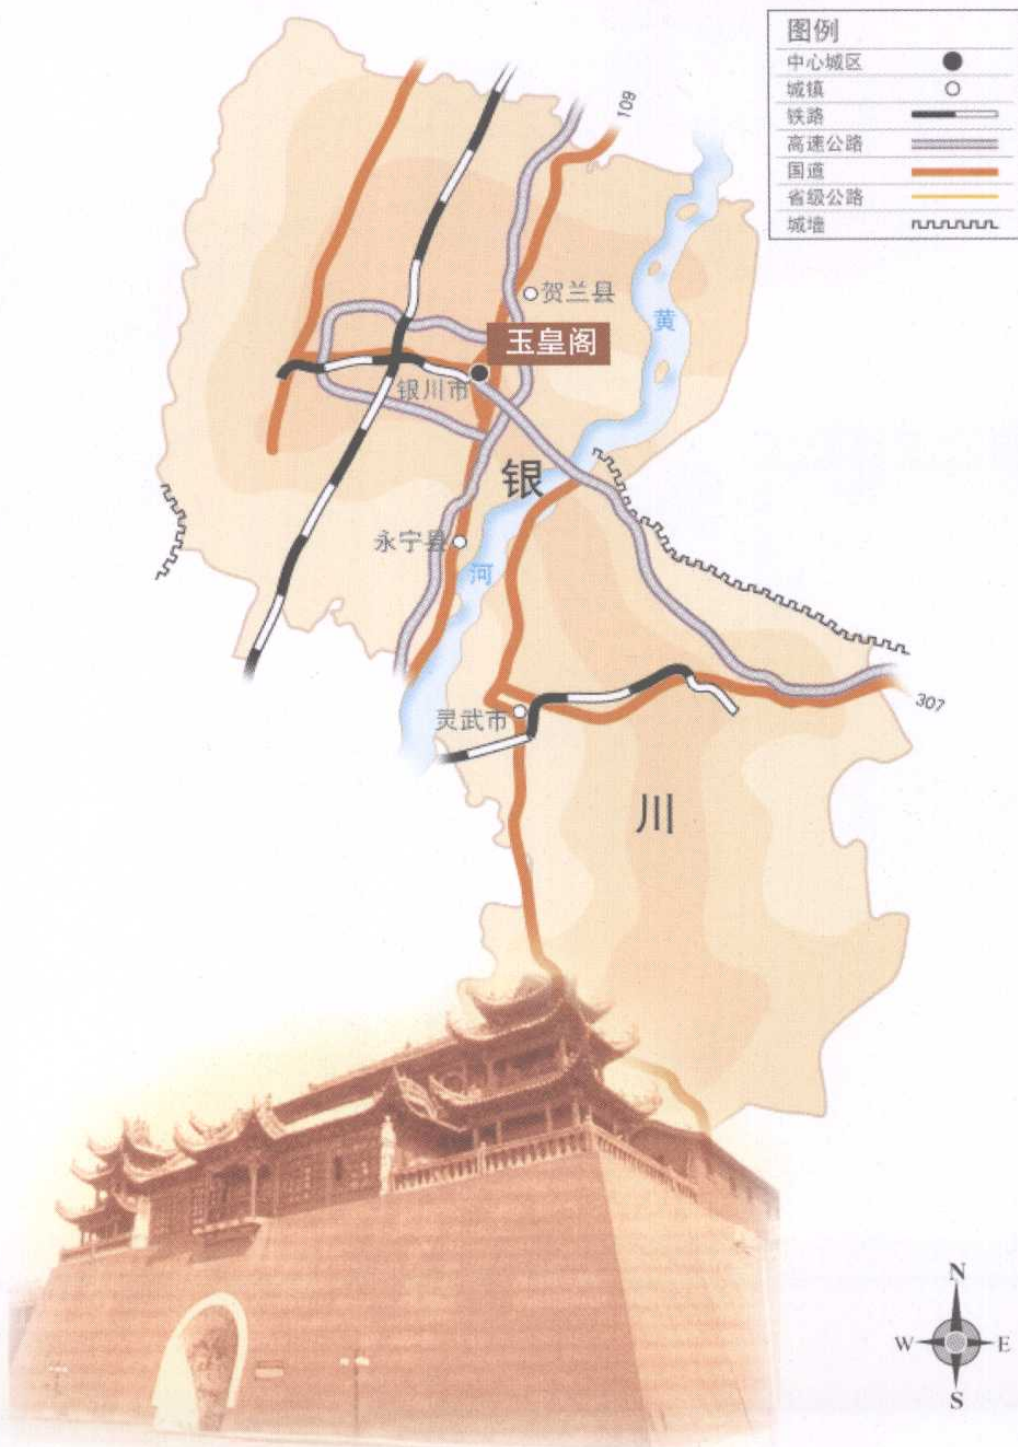 图例
中心城区
城镇
铁路
高速公路
国道
省级公路
城墙
109
贺兰县
黄
玉皇阁
银川市
银
永宁县
河
307
灵武市
川
N
W E
S